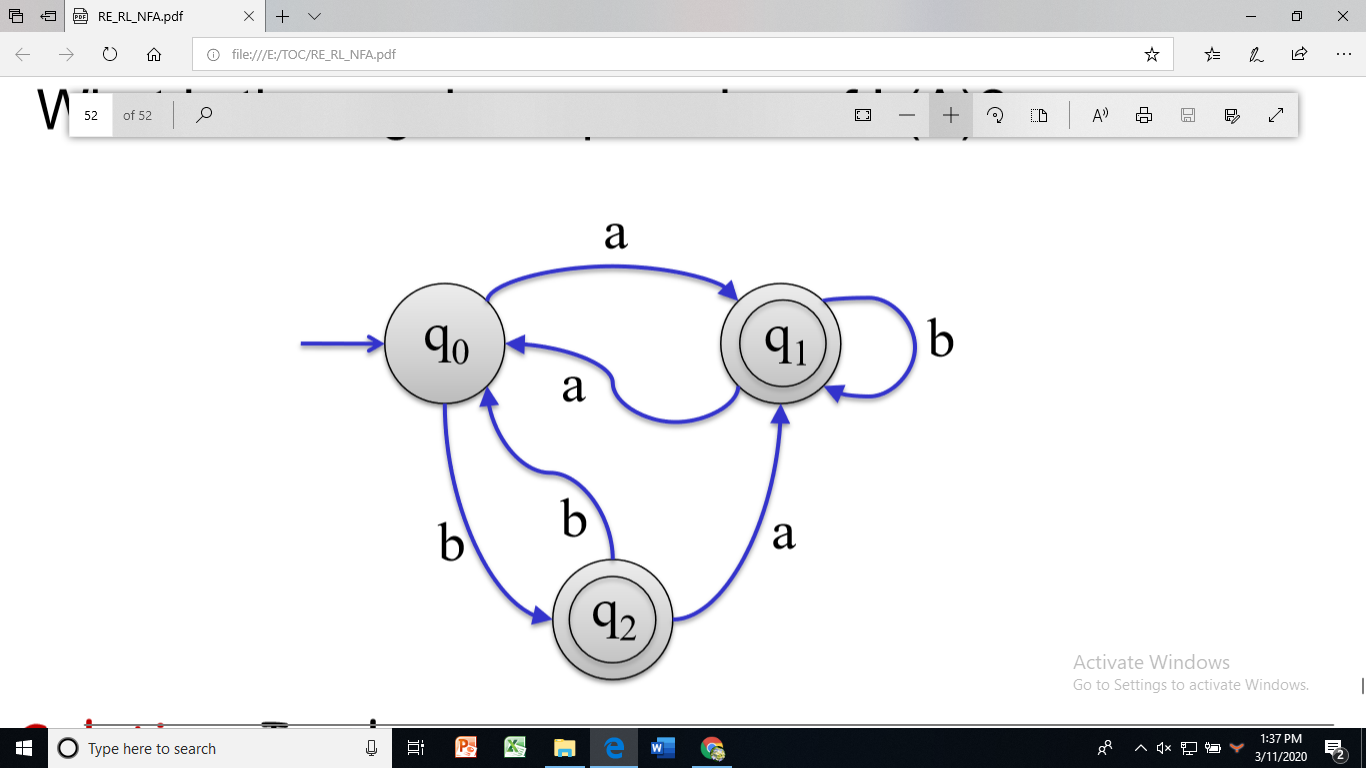 RE_RL_NFA.pdf
file:///E:/TOC/RE_RL_NFA.pdf
52 of 52
a
q0
q1
b
a
b
b
a
q2
Activate Windows
Go to Settings to activate Windows.
Type here to search
1:37 PM
3/11/2020
2